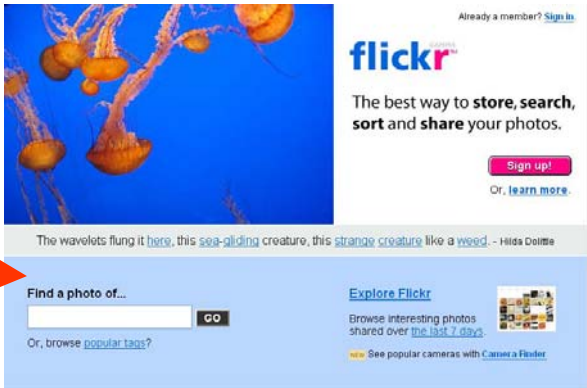 Already a member? Sign in.
flickr™
GAMMA
The best way to store, search,
sort and share your photos.
Sign up!
Or, learn more.
The wavelets flung it here, this sea-gliding creature, this strange creature like a weed. - Hilda Dolittle
Find a photo of...
GO
Or, browse popular tags?
Explore Flickr
Browse interesting photos
shared over the last 7 days.
NEW See popular cameras with Camera Finder.